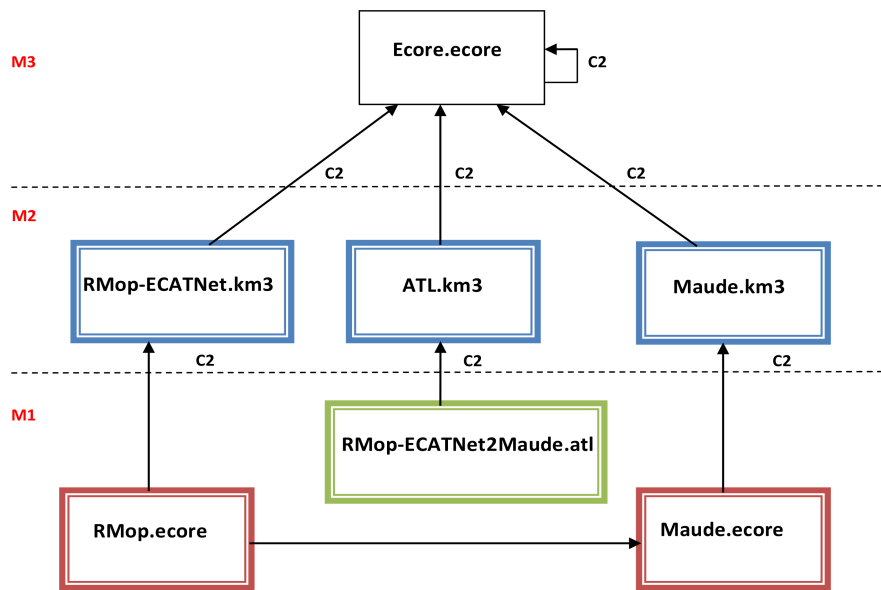 Ecore.ecore
M3
C2
C2
C2
C2
M2
RMop-ECATNet.km3
ATL.km3
Maude.km3
C2
C2
C2
M1
RMop-ECATNet2Maude.atl
RMop.ecore
Maude.ecore